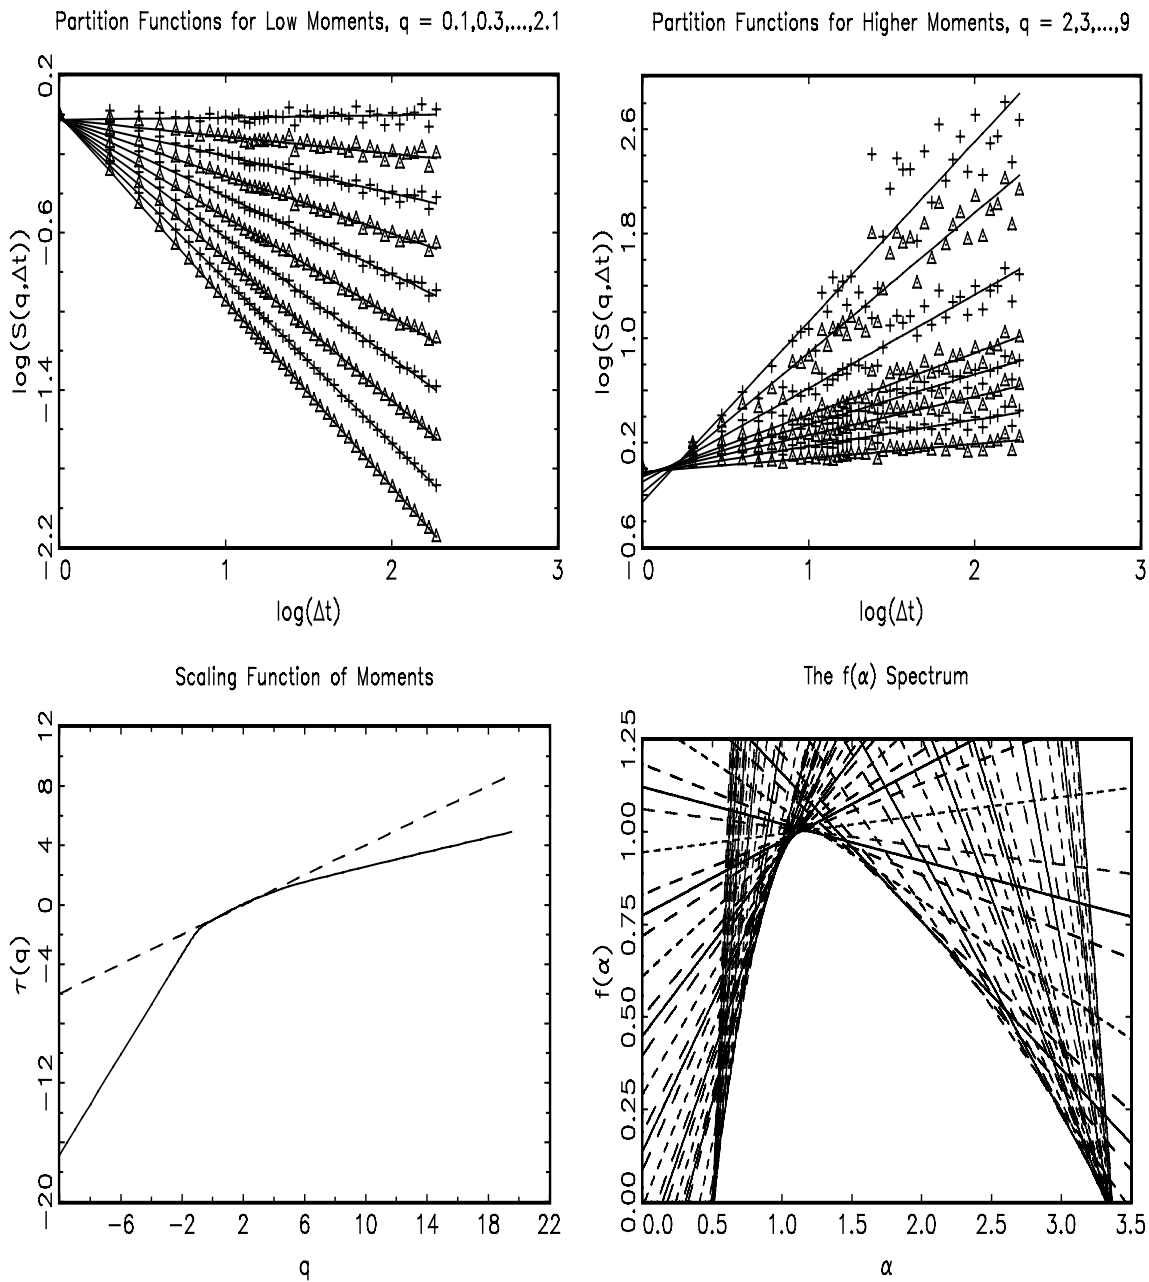 Partition Functions for Low Moments, q = 0.1,0.3,...,2.1
log(S(q,Δt))
0.2
−0.6
−1.4
−2.2
0 1 2 3
log(Δt)
Partition Functions for Higher Moments, q = 2,3,...,9
log(S(q,Δt))
2.6
1.8
1.0
0.2
−0.6
0 1 2 3
log(Δt)
Scaling Function of Moments
τ(q)
12
8
4
0
−4
−12
−20
−6 −2 2 6 10 14 18 22
q
The f(α) Spectrum
f(α)
1.25
1.00
0.75
0.50
0.25
0.00
0.0 0.5 1.0 1.5 2.0 2.5 3.0 3.5
α